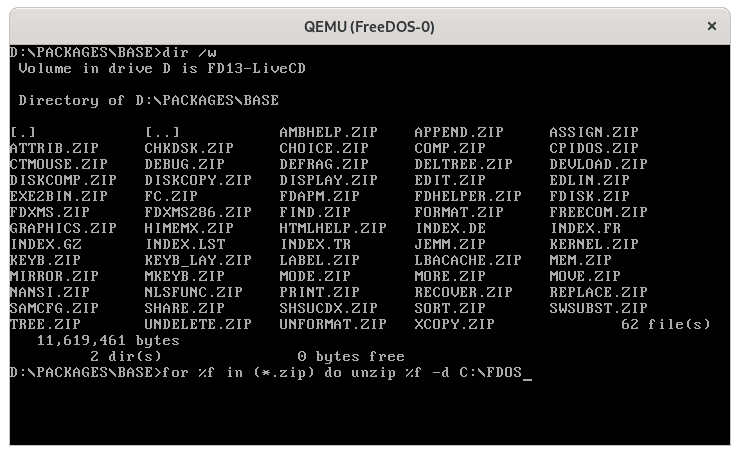 QEMU (FreeDOS-0) ×
D:\PACKAGES\BASE>dir /w
Volume in drive D is FD13-LiveCD
Directory of D:\PACKAGES\BASE
[.] [..] AMBHELP.ZIP APPEND.ZIP ASSIGN.ZIP
ATTRIB.ZIP CHKDSK.ZIP CHOICE.ZIP COMP.ZIP CPIDOS.ZIP
CTMOUSE.ZIP DEBUG.ZIP DEFRAG.ZIP DELTREE.ZIP DEVLOAD.ZIP
DISKCOMP.ZIP DISKCOPY.ZIP DISPLAY.ZIP EDIT.ZIP EDLIN.ZIP
EXE2BIN.ZIP FC.ZIP FDAPM.ZIP FDHELPER.ZIP FDISK.ZIP
FDXMS.ZIP FDXMS286.ZIP FIND.ZIP FORMAT.ZIP FREECOM.ZIP
GRAPHICS.ZIP HIMEMX.ZIP HTMLHELP.ZIP INDEX.DE INDEX.FR
INDEX.GZ INDEX.LST INDEX.TR JEMM.ZIP KERNEL.ZIP
KEYB.ZIP KEYB_LAY.ZIP LABEL.ZIP LBACACHE.ZIP MEM.ZIP
MIRROR.ZIP MKEYB.ZIP MODE.ZIP MORE.ZIP MOVE.ZIP
NANSI.ZIP NLSFUNC.ZIP PRINT.ZIP RECOVER.ZIP REPLACE.ZIP
SAMCFG.ZIP SHARE.ZIP SHSUCDX.ZIP SORT.ZIP SWSUBST.ZIP
TREE.ZIP UNDELETE.ZIP UNFORMAT.ZIP XCOPY.ZIP 62 file(s)
11,619,461 bytes
2 dir(s) 0 bytes free
D:\PACKAGES\BASE>for %f in (*.zip) do unzip %f -d C:\FDOS_